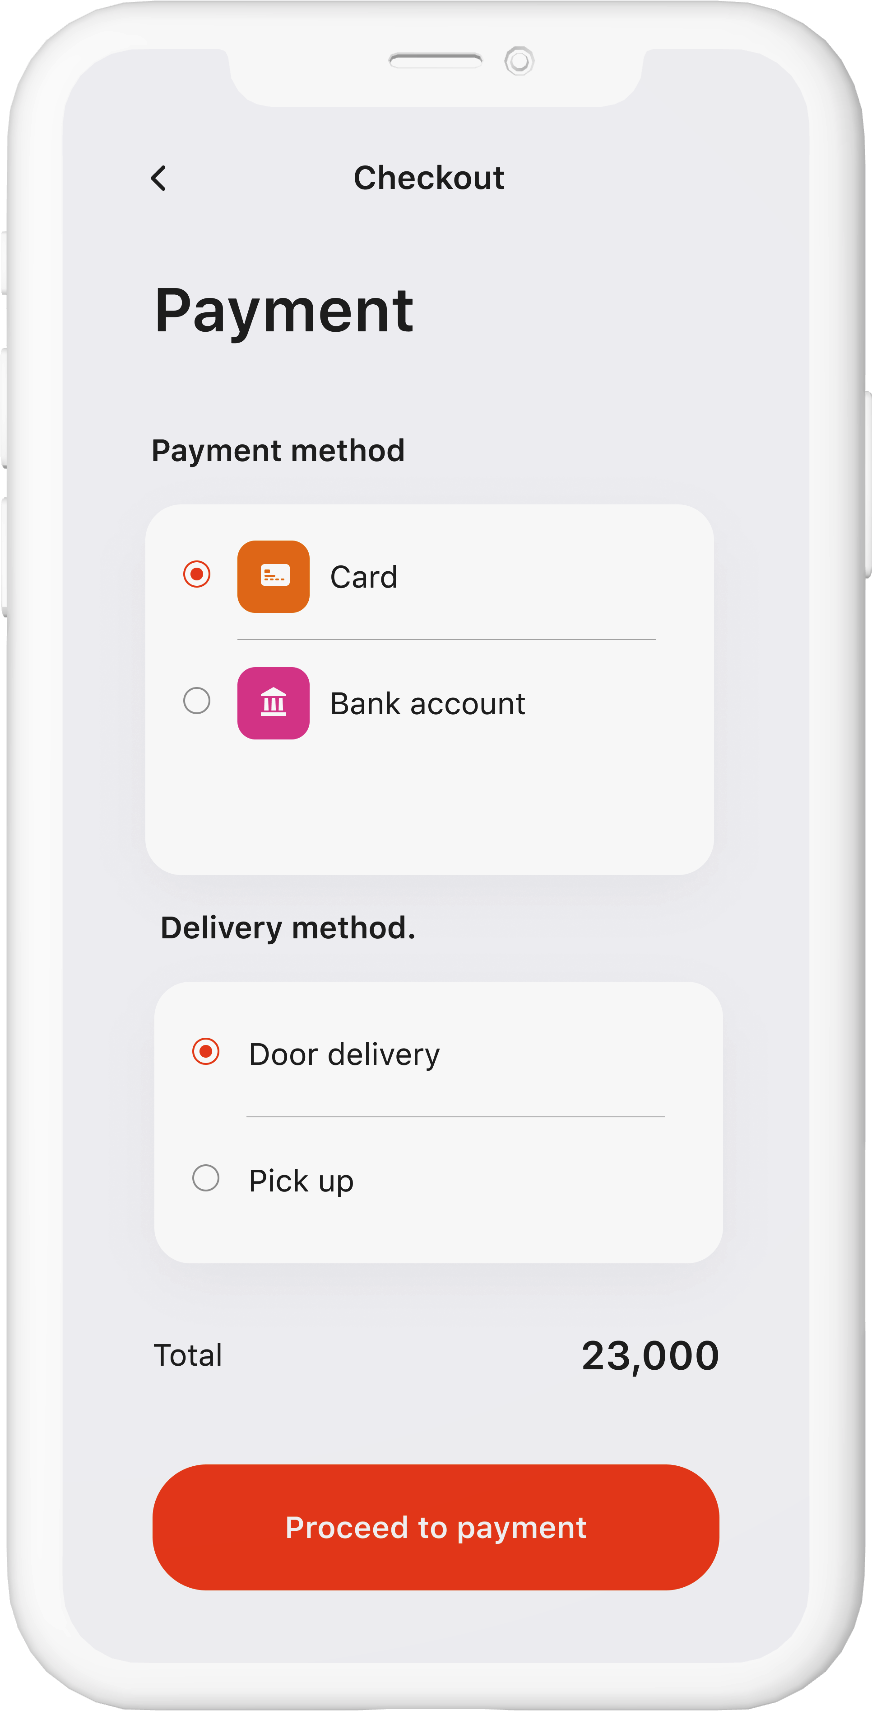 Checkout
Payment
Payment method
Card
Bank account
Delivery method.
Door delivery
Pick up
Total 23,000
Proceed to payment